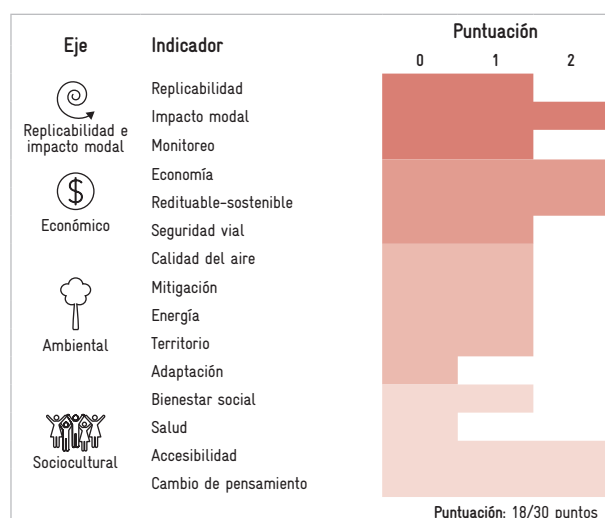 Eje Indicador Puntuación
0 1 2
Replicabilidad
Impacto modal
Monitoreo
Replicabilidad e
impacto modal
Economía
Redituable-sostenible
Seguridad vial
$
Económico
Calidad del aire
Mitigación
Energía
Territorio
Adaptación
Ambiental
Bienestar social
Salud
Accesibilidad
Cambio de pensamiento
Sociocultural
Puntuación: 18/30 puntos